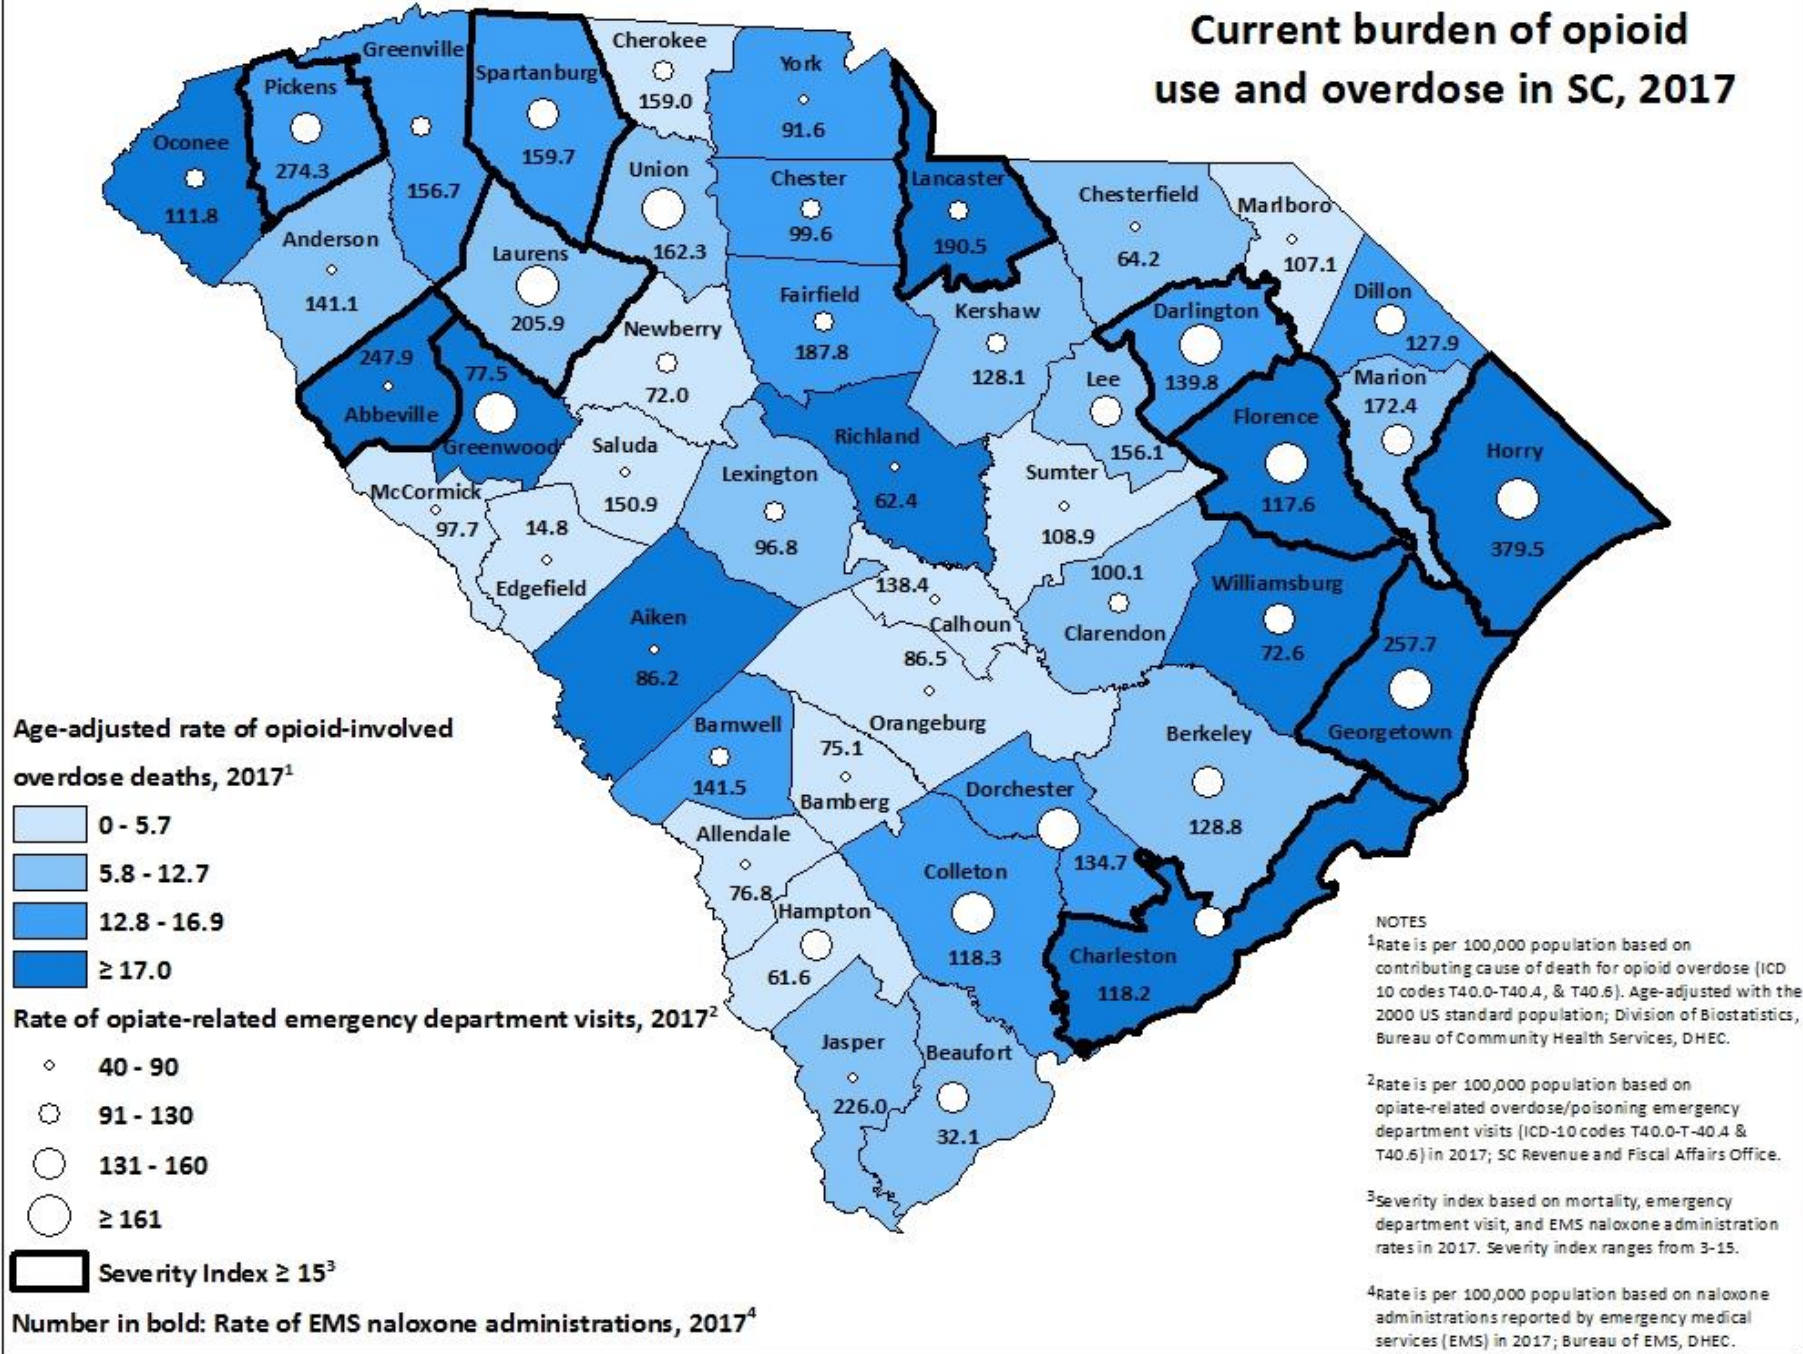 Current burden of opioid
use and overdose in SC, 2017
Cherokee
159.0
York
91.6
Greenville
156.7
Spartanburg
159.7
Pickens
274.3
Oconee
111.8
Union
162.3
Chester
99.6
Lancaster
190.5
Chesterfield
64.2
Marlboro
107.1
Anderson
141.1
Laurens
205.9
Fairfield
187.8
Kershaw
128.1
Darlington
139.8
Dillon
127.9
Newberry
72.0
247.9
Abbeville
77.5
Greenwood
Lee
156.1
Marion
172.4
Florence
117.6
Horry
379.5
Richland
62.4
Saluda
150.9
Lexington
96.8
Sumter
108.9
McCormick
97.7
14.8
Edgefield
138.4
Calhoun
100.1
Clarendon
Williamsburg
72.6
257.7
Georgetown
Aiken
86.2
86.5
Orangeburg
Barnwell
141.5
75.1
Bamberg
Berkeley
128.8
Dorchester
134.7
Allendale
76.8
Colleton
118.3
Hampton
61.6
Charleston
118.2
Jasper
226.0
Beaufort
32.1
Age-adjusted rate of opioid-involved
overdose deaths, 2017¹
0 - 5.7
5.8 - 12.7
12.8 - 16.9
≥ 17.0
Rate of opiate-related emergency department visits, 2017²
40 - 90
91 - 130
131 - 160
≥ 161
Severity Index ≥ 15³
Number in bold: Rate of EMS naloxone administrations, 2017⁴
NOTES
¹Rate is per 100,000 population based on
contributing cause of death for opioid overdose (ICD
10 codes T40.0-T40.4, & T40.6). Age-adjusted with the
2000 US standard population; Division of Biostatistics,
Bureau of Community Health Services, DHEC.
²Rate is per 100,000 population based on
opiate-related overdose/poisoning emergency
department visits (ICD-10 codes T40.0-T-40.4 &
T40.6) in 2017; SC Revenue and Fiscal Affairs Office.
³Severity index based on mortality, emergency
department visit, and EMS naloxone administration
rates in 2017. Severity index ranges from 3-15.
⁴Rate is per 100,000 population based on naloxone
administrations reported by emergency medical
services (EMS) in 2017; Bureau of EMS, DHEC.